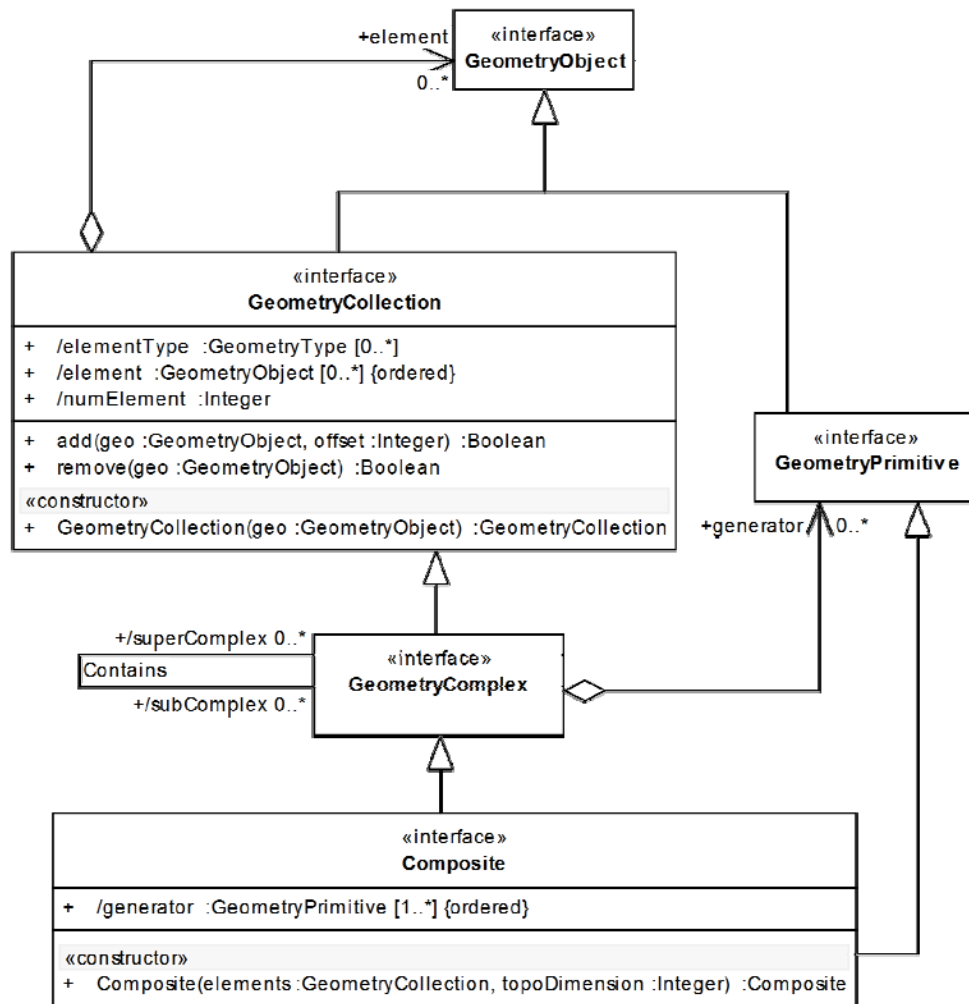 +element
«interface»
GeometryObject
0..*
«interface»
GeometryCollection
+ /elementType :GeometryType [0..*]
+ /element :GeometryObject [0..*] {ordered}
+ /numElement :Integer
+ add(geo :GeometryObject, offset :Integer) :Boolean
+ remove(geo :GeometryObject) :Boolean
«constructor»
+ GeometryCollection(geo :GeometryObject) :GeometryCollection
«interface»
GeometryPrimitive
+generator 0..*
+/superComplex 0..*
Contains
+/subComplex 0..*
«interface»
GeometryComplex
«interface»
Composite
+ /generator :GeometryPrimitive [1..*] {ordered}
«constructor»
+ Composite(elements :GeometryCollection, topoDimension :Integer) :Composite